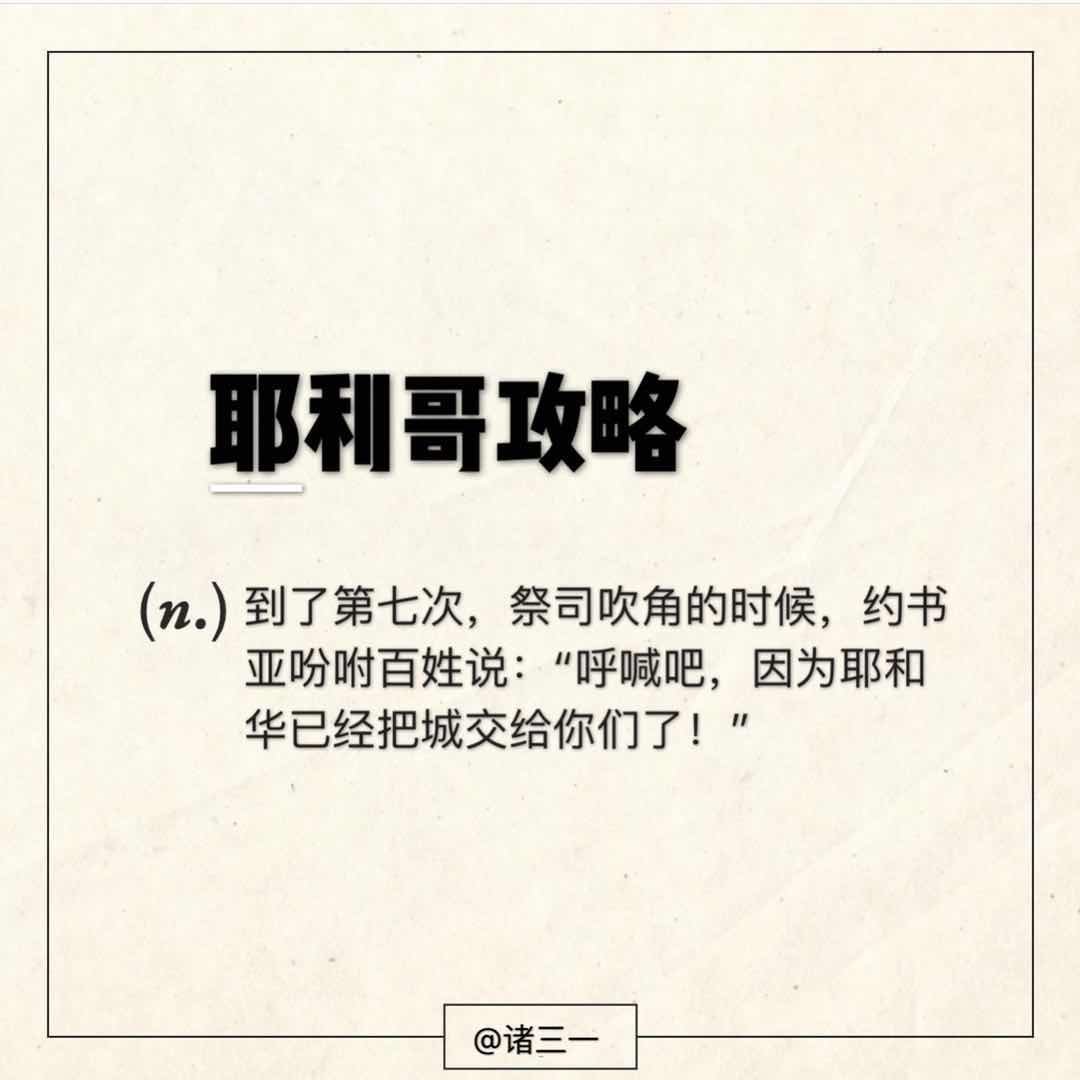 耶利哥攻略
(n.) 到了第七次，祭司吹角的时候，约书
亚吩咐百姓说：“呼喊吧，因为耶和
华已经把城交给你们了！”
@诸三一